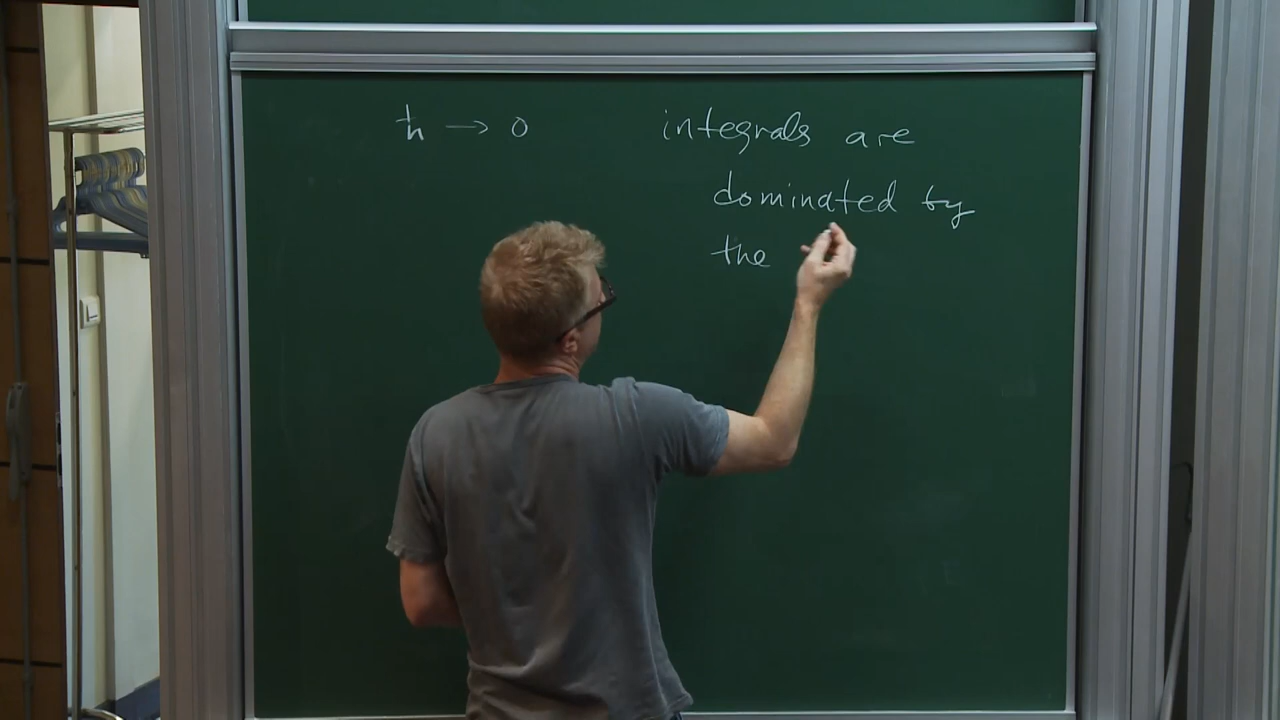 ħ → 0 integrals are
dominated by
the